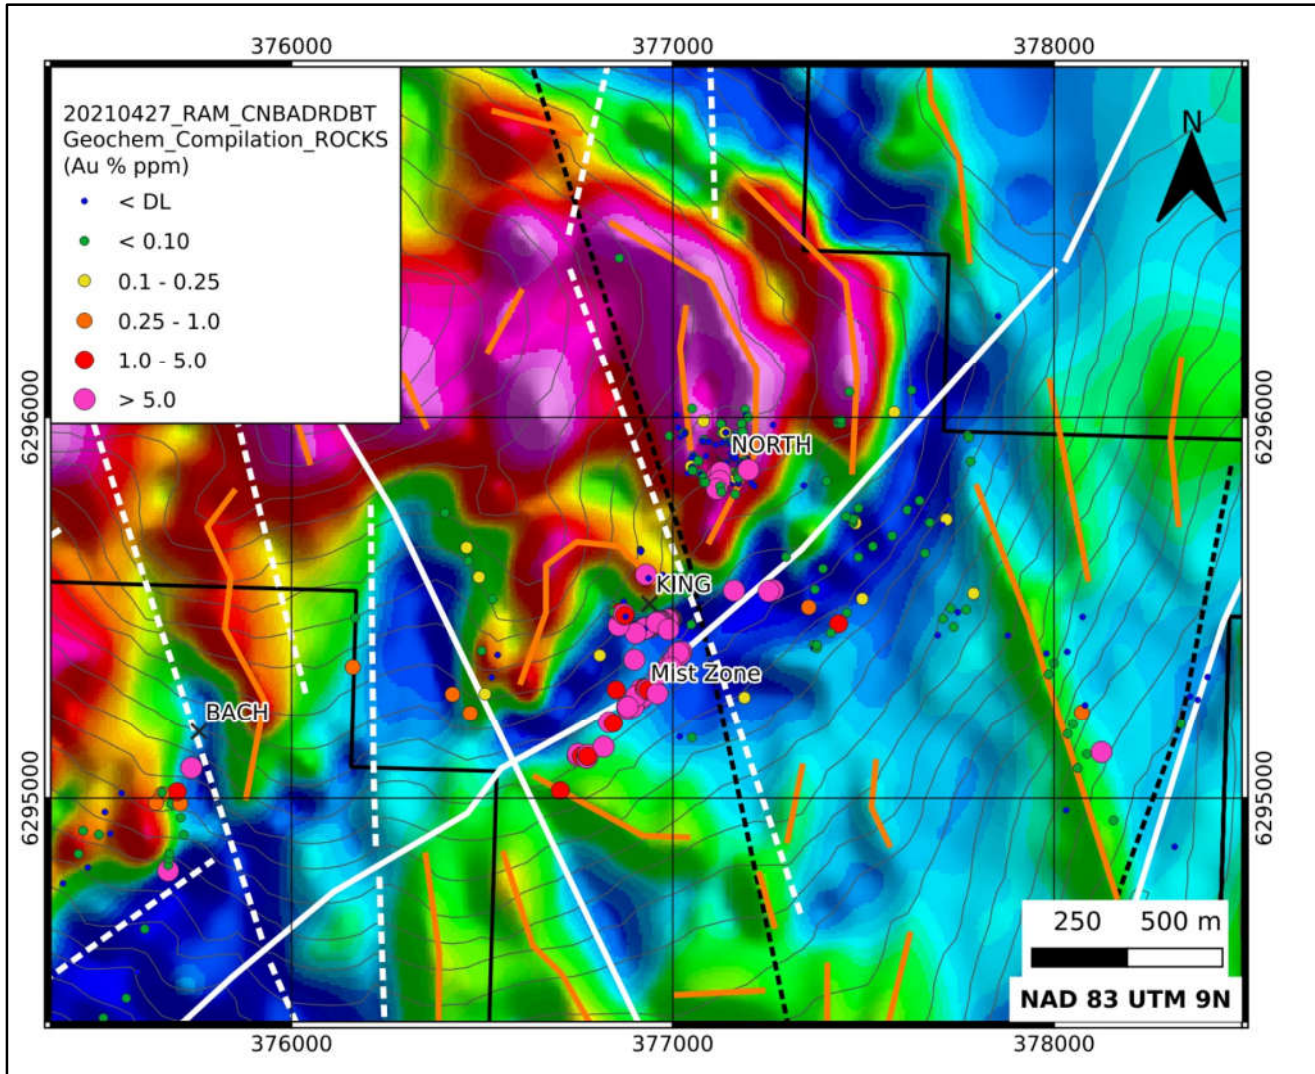 376000 377000 378000
20210427_RAM_CNBADRDBT
Geochem_Compilation_ROCKS
(Au % ppm)
< DL
< 0.10
0.1 - 0.25
0.25 - 1.0
1.0 - 5.0
> 5.0
N
6296000
6296000
NORTH
KING
Mist Zone
BACH
6295000
6295000
250 500 m
NAD 83 UTM 9N
376000 377000 378000